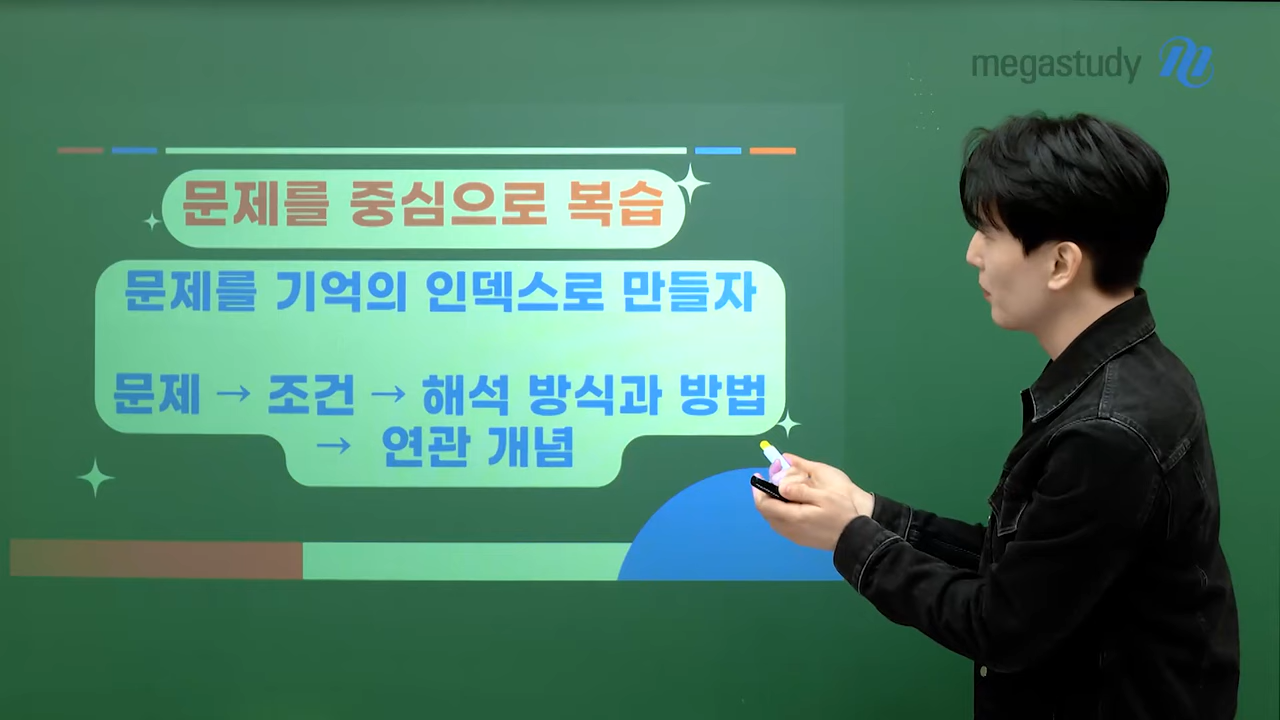 megastudy
문제를 중심으로 복습
문제를 기억의 인덱스로 만들자
문제 → 조건 → 해석 방식과 방법
→ 연관 개념